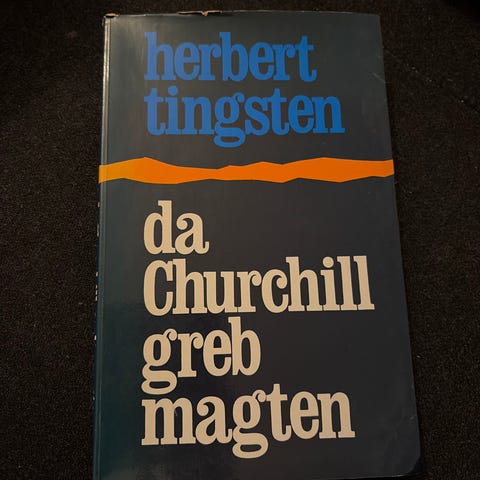 herbert
tingsten
da
Churchill
greb
magten